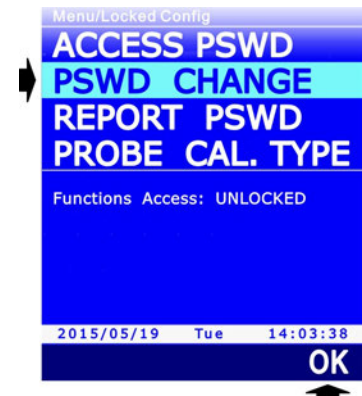 Menu/Locked Config
ACCESS PSWD
PSWD CHANGE
REPORT PSWD
PROBE CAL. TYPE
Functions Access: UNLOCKED
2015/05/19 Tue 14:03:38
OK